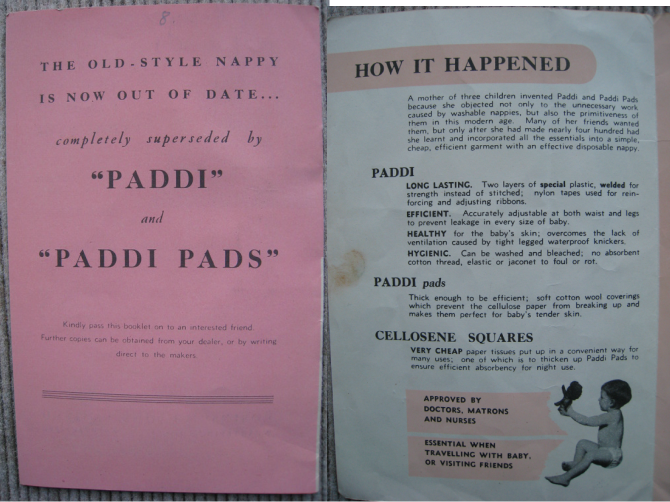 8.
THE OLD-STYLE NAPPY
IS NOW OUT OF DATE...
completely superseded by
“PADDI”
and
“PADDI PADS”
Kindly pass this booklet on to an interested friend.
Further copies can be obtained from your dealer, or by writing
direct to the makers.
HOW IT HAPPENED
A mother of three children invented Paddi and Paddi Pads
because she objected not only to the unnecessary work
caused by washable nappies, but also the primitiveness of
them in this modern age. Many of her friends wanted
them, but only after she had made nearly four hundred had
she learnt and incorporated all the essentials into a simple,
cheap, efficient garment with an effective disposable nappy.
PADDI
LONG LASTING. Two layers of special plastic, welded for
strength instead of stitched; nylon tapes used for rein-
forcing and adjusting ribbons.
EFFICIENT. Accurately adjustable at both waist and legs
to prevent leakage in every size of baby.
HEALTHY for the baby's skin; overcomes the lack of
ventilation caused by tight legged waterproof knickers.
HYGIENIC. Can be washed and bleached; no absorbent
cotton thread, elastic or jaconet to foul or rot.
PADDI pads
Thick enough to be efficient; soft cotton wool coverings
which prevent the cellulose paper from breaking up and
makes them perfect for baby's tender skin.
CELLOSENE SQUARES
VERY CHEAP paper tissues put up in a convenient way for
many uses; one of which is to thicken up Paddi Pads to
ensure efficient absorbency for night use.
APPROVED BY
DOCTORS, MATRONS
AND NURSES
ESSENTIAL WHEN
TRAVELLING WITH BABY.
OR VISITING FRIENDS